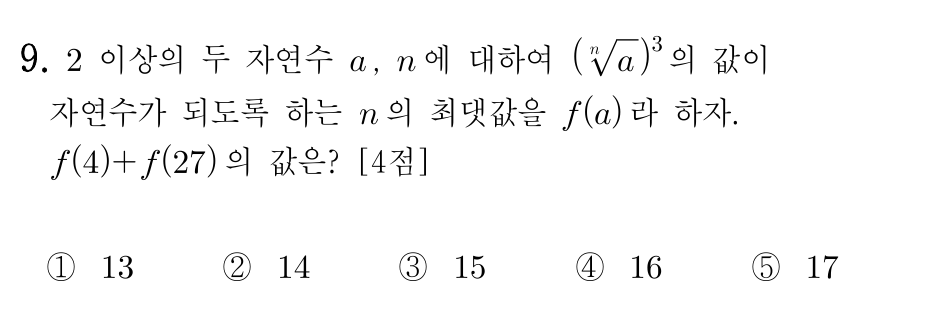 9. 2 이상의 두 자연수 a, n에 대하여 (ⁿ√a)³의 값이
자연수가 되도록 하는 n의 최댓값을 f(a)라 하자.
f(4)+f(27)의 값은? [4점]
① 13 ② 14 ③ 15 ④ 16 ⑤ 17